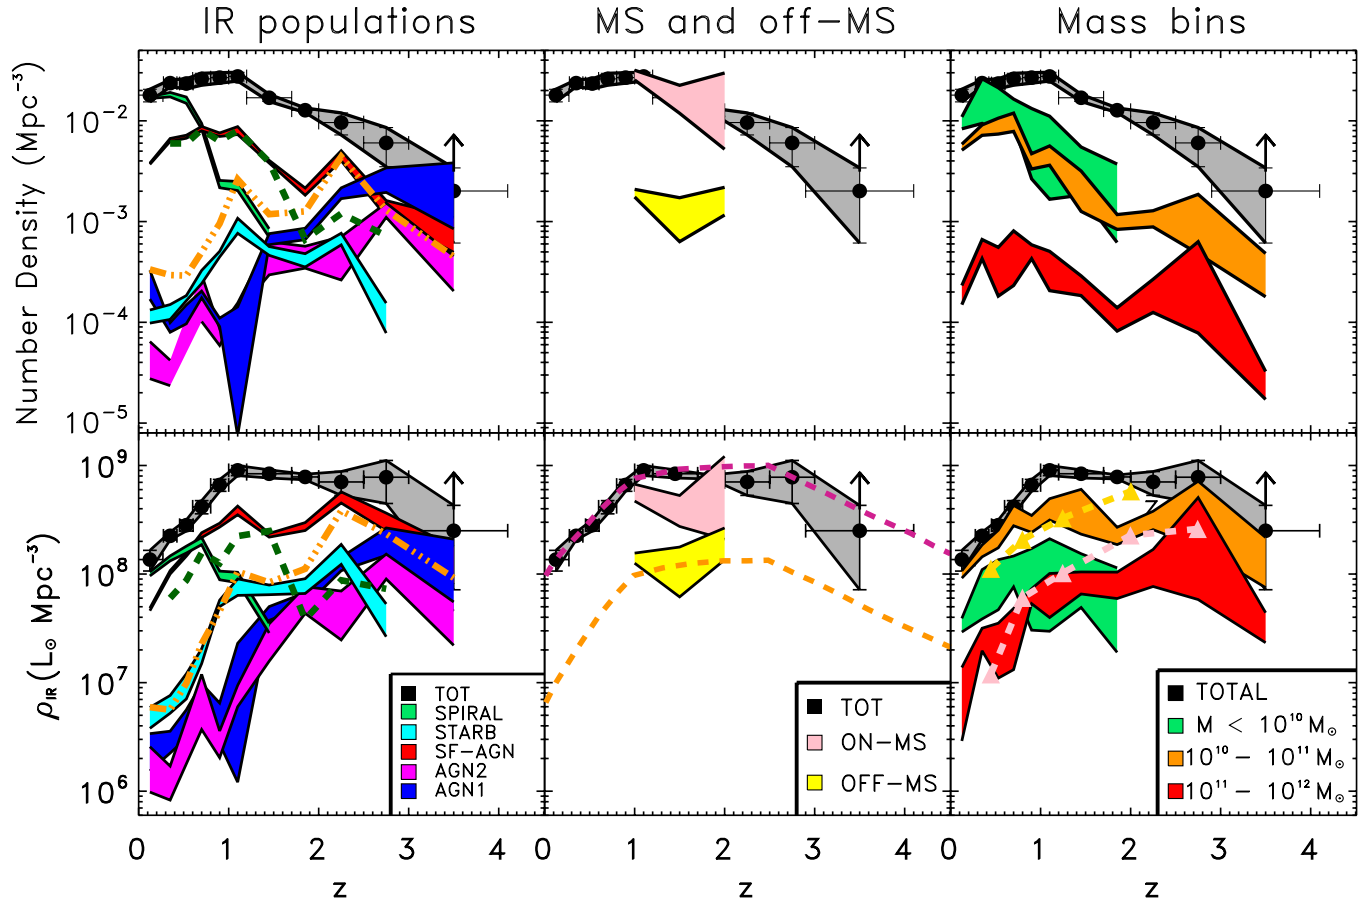 IR populations MS and off−MS Mass bins
Number Density (Mpc⁻³)
10⁻²
10⁻³
10⁻⁴
10⁻⁵
ρIR(L⊙ Mpc⁻³)
10⁹
10⁸
10⁷
10⁶
TOT
SPIRAL
STARB
SF−AGN
AGN2
AGN1
TOT
ON−MS
OFF−MS
TOTAL
M < 10¹⁰ M⊙
10¹⁰ − 10¹¹ M⊙
10¹¹ − 10¹² M⊙
0 1 2 3 4 0 1 2 3 4 0 1 2 3 4
z z z